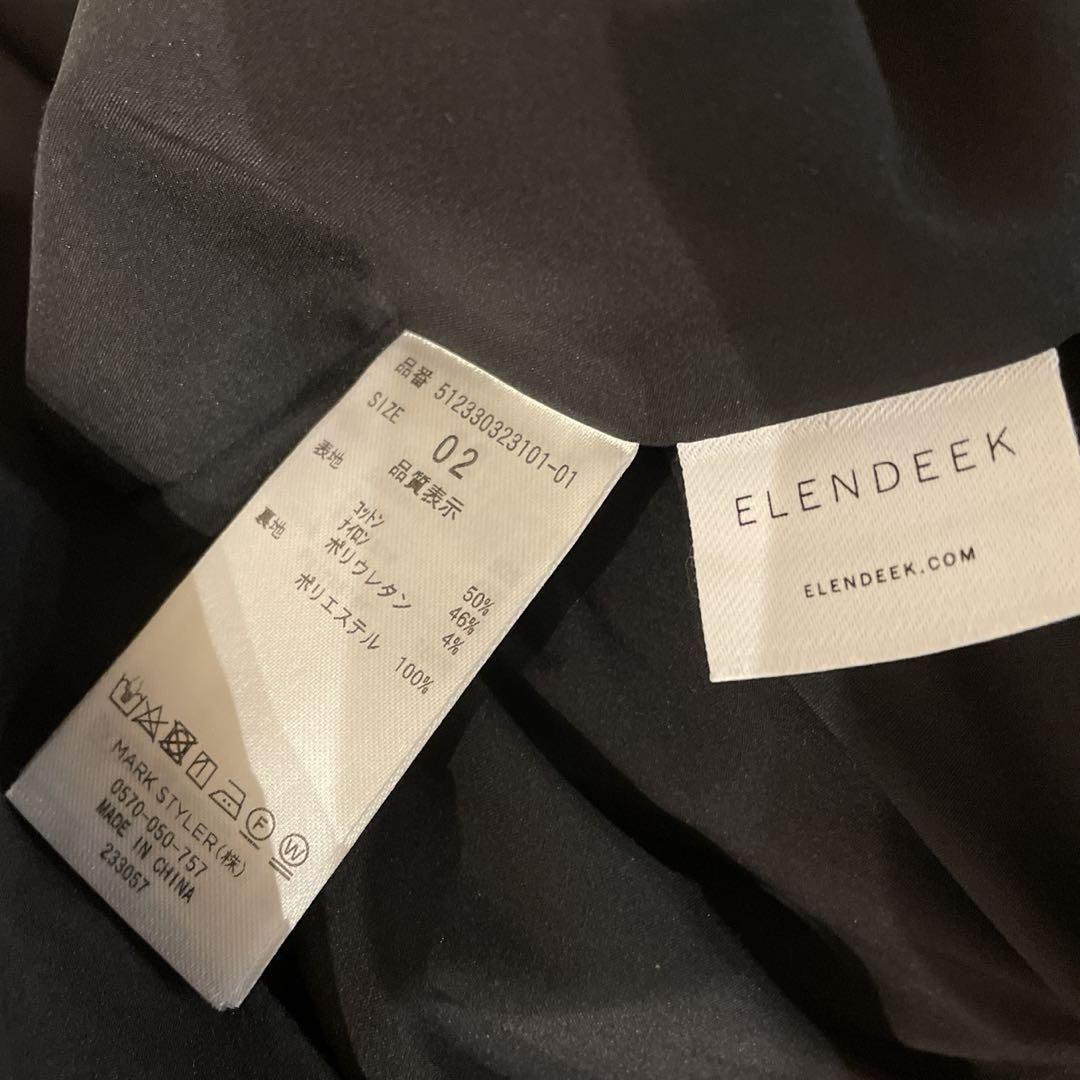 品番 512330323101-01
SIZE 02
品質表示
表地
コットン 50%
ナイロン 46%
ポリウレタン 4%
裏地
ポリエステル 100%
F W
MARK STYLER(株)
0570-050-757
MADE IN CHINA
233057
ELENDEEK
ELENDEEK.COM